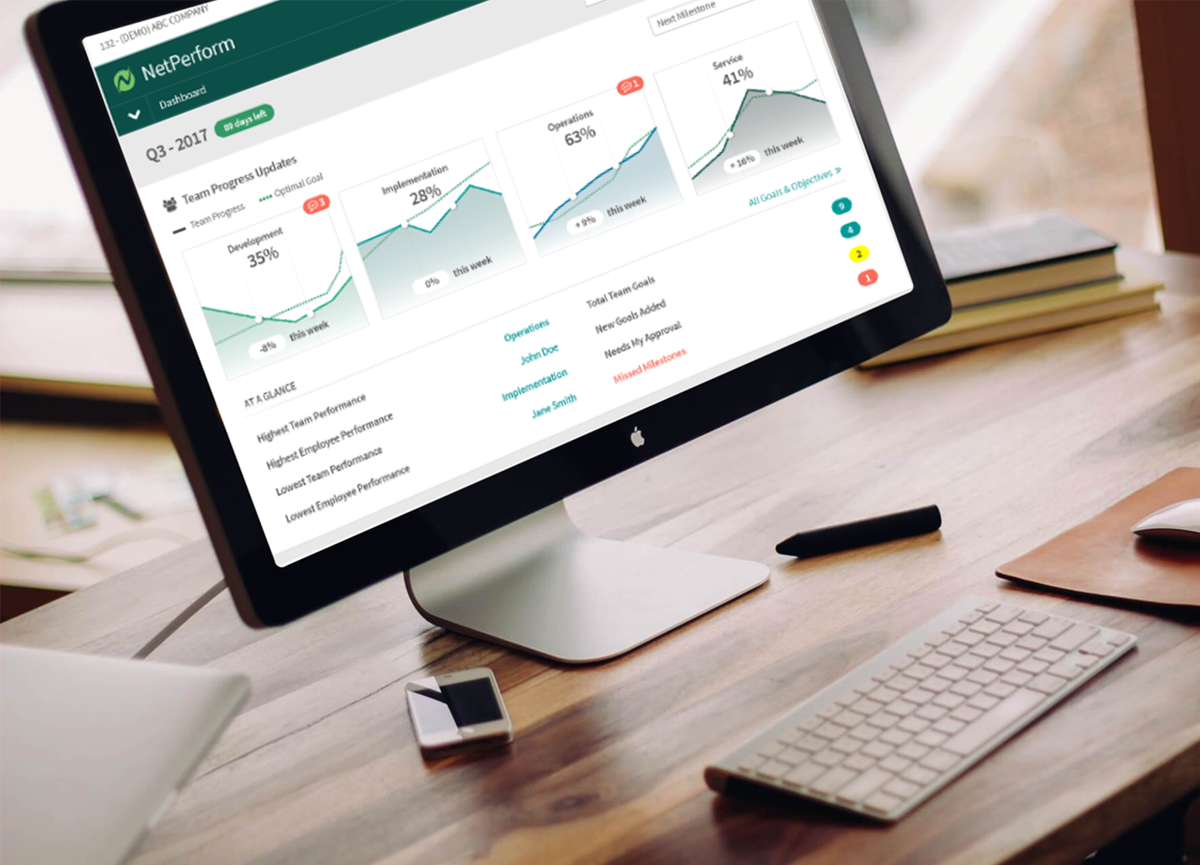 132 - (DEMO) ABC COMPANY
NetPerform
Dashboard
Q3 - 2017
89 days left
Next Milestone
Team Progress Updates
Team Progress
Optimal Goal
3
Development
35%
-8%
this week
Implementation
28%
0%
this week
1
Operations
63%
+ 9%
this week
Service
41%
+ 16%
this week
All Goals & Objectives »
AT A GLANCE
Highest Team Performance
Operations
Highest Employee Performance
John Doe
Lowest Team Performance
Implementation
Lowest Employee Performance
Jane Smith
Total Team Goals
9
New Goals Added
4
Needs My Approval
2
Missed Milestones
1